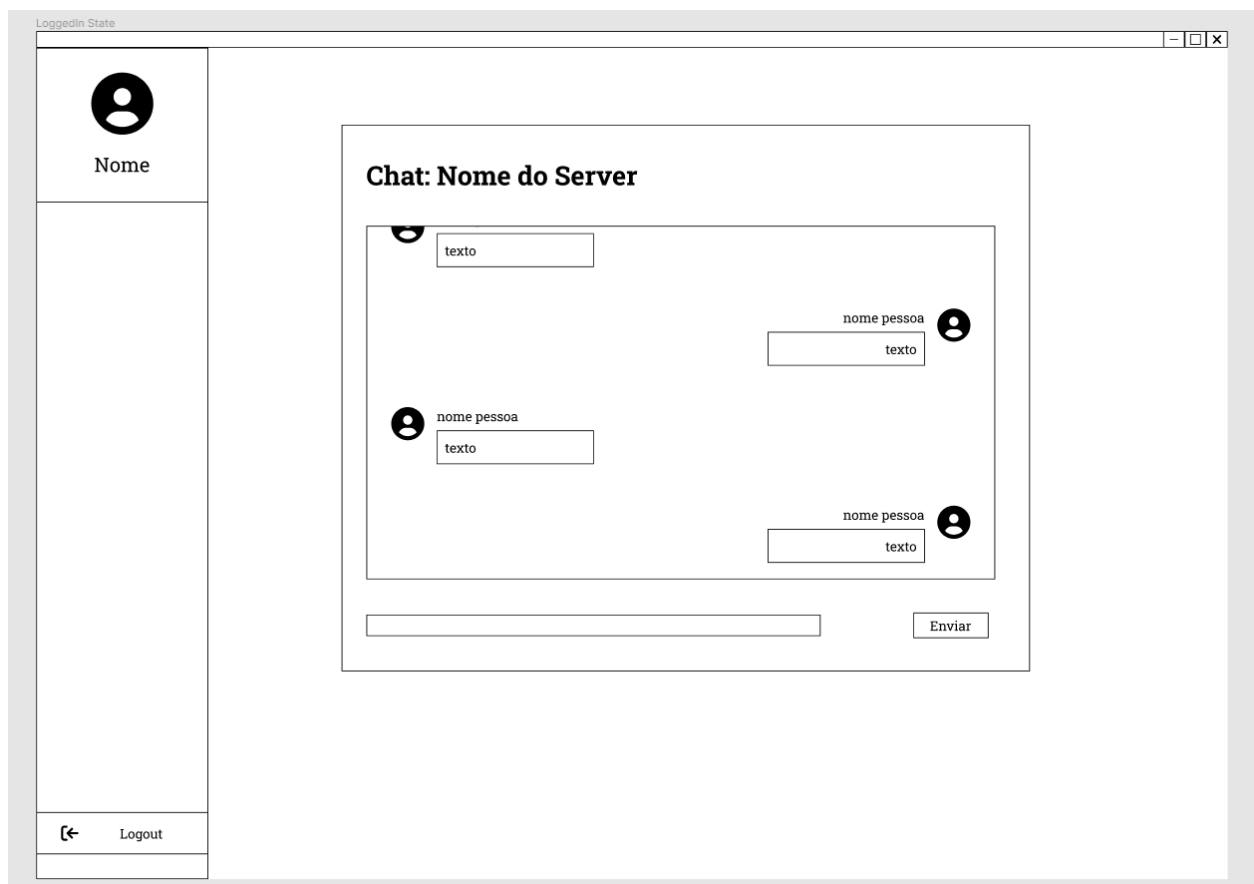 LoggedIn State
Nome
Chat: Nome do Server
texto
nome pessoa
texto
nome pessoa
texto
nome pessoa
texto
Enviar
Logout